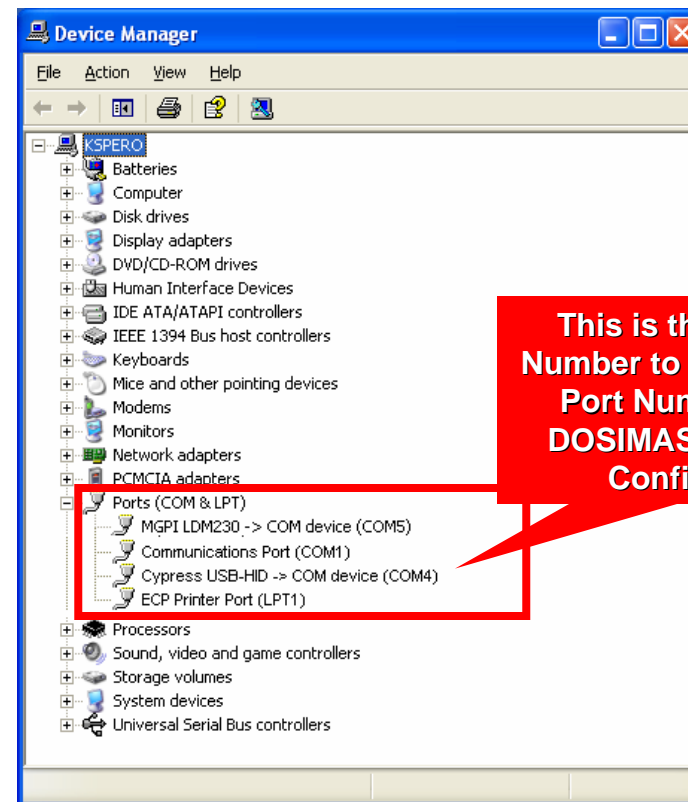 Device Manager
File Action View Help
KSPERO
Batteries
Computer
Disk drives
Display adapters
DVD/CD-ROM drives
Human Interface Devices
IDE ATA/ATAPI controllers
IEEE 1394 Bus host controllers
Keyboards
Mice and other pointing devices
Modems
Monitors
Network adapters
PCMCIA adapters
Ports (COM & LPT)
MGPI LDM230 -> COM device (COM5)
Communications Port (COM1)
Cypress USB-HID -> COM device (COM4)
ECP Printer Port (LPT1)
Processors
Sound, video and game controllers
Storage volumes
System devices
Universal Serial Bus controllers
This is
Number to
Port